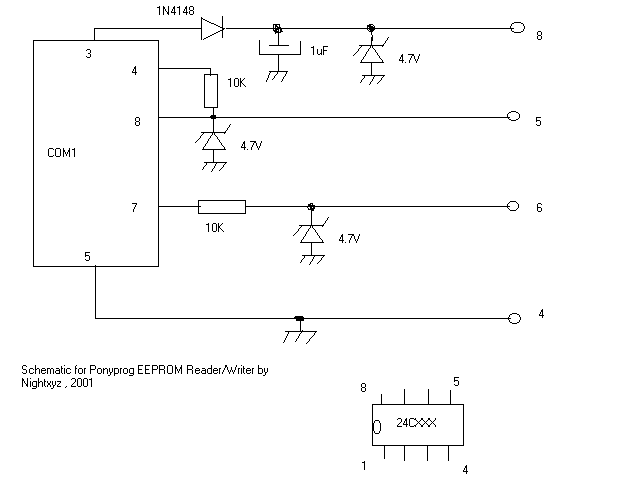 1N4148
3
8
1uF
4.7V
4
10K
8
5
4.7V
COM1
7
6
10K
4.7V
5
4
Schematic for Ponyprog EEPROM Reader/Writer by
Nightxyz , 2001
8
5
24CXXX
1
4